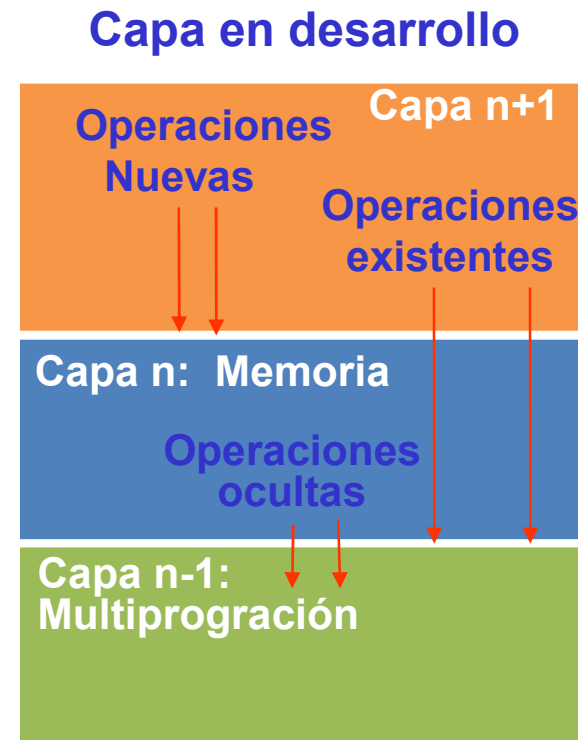 Capa en desarrollo
Capa n+1
Operaciones
Nuevas
Operaciones
existentes
Capa n: Memoria
Operaciones
ocultas
Capa n-1:
Multiprogración